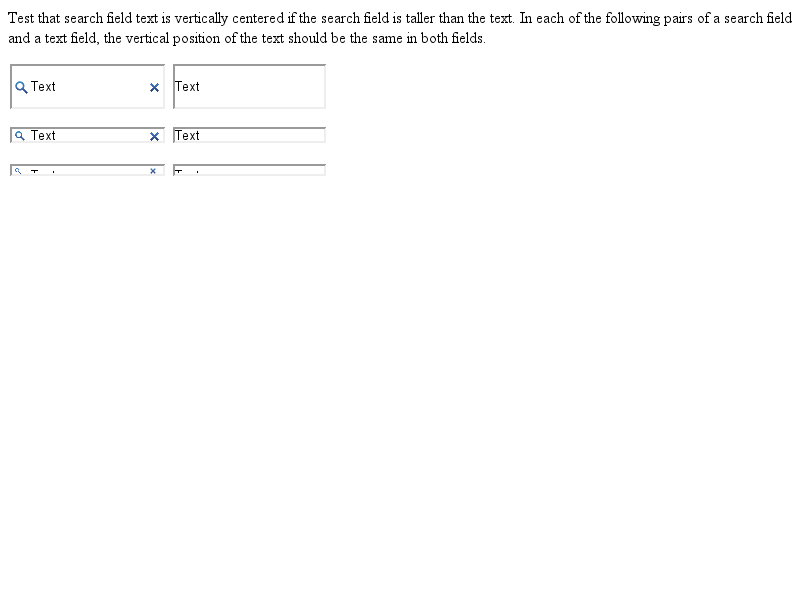 Test that search field text is vertically centered if the search field is taller than the text. In each of the following pairs of a search field
and a text field, the vertical position of the text should be the same in both fields.
Text Text
Text Text